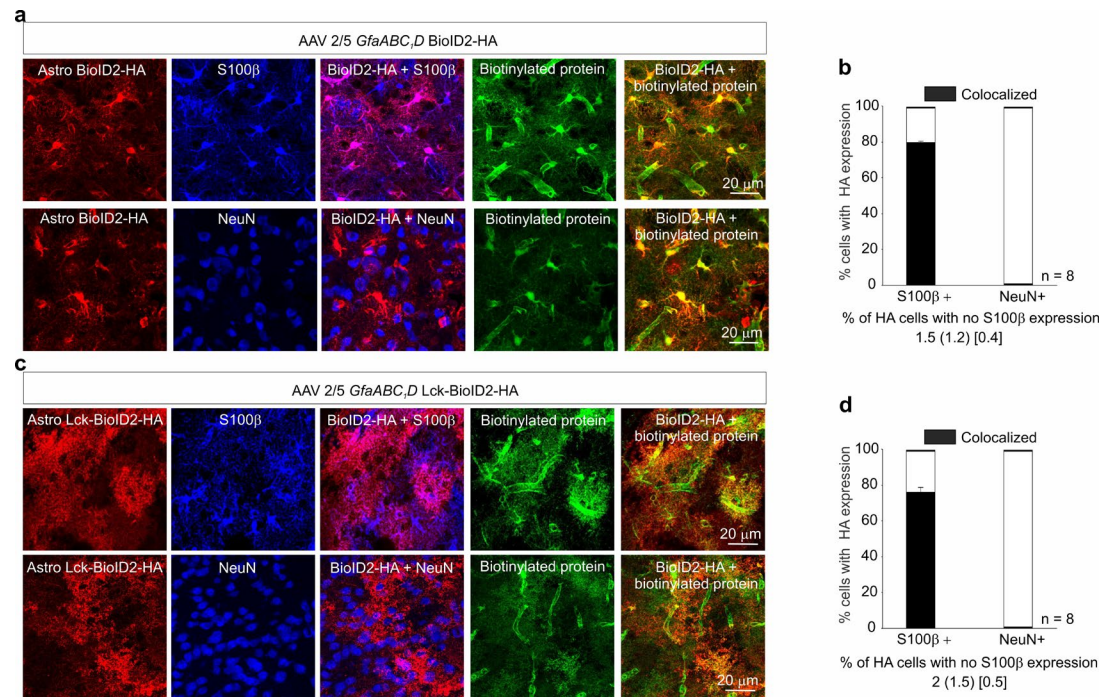 a
AAV 2/5 GfaABC₁D BioID2-HA
Astro BioID2-HA
S100β
BioID2-HA + S100β
Biotinylated protein
BioID2-HA +
biotinylated protein
20 μm
Astro BioID2-HA
NeuN
BioID2-HA + NeuN
Biotinylated protein
BioID2-HA +
biotinylated protein
20 μm
b
Colocalized
% cells with HA expression
100
80
60
40
20
0
S100β +
NeuN+
n = 8
% of HA cells with no S100β expression
1.5 (1.2) [0.4]
c
AAV 2/5 GfaABC₁D Lck-BioID2-HA
Astro Lck-BioID2-HA
S100β
BioID2-HA + S100β
Biotinylated protein
BioID2-HA +
biotinylated protein
20 μm
Astro Lck-BioID2-HA
NeuN
BioID2-HA + NeuN
Biotinylated protein
BioID2-HA +
biotinylated protein
20 μm
d
Colocalized
% cells with HA expression
100
80
60
40
20
0
S100β +
NeuN+
n = 8
% of HA cells with no S100β expression
2 (1.5) [0.5]